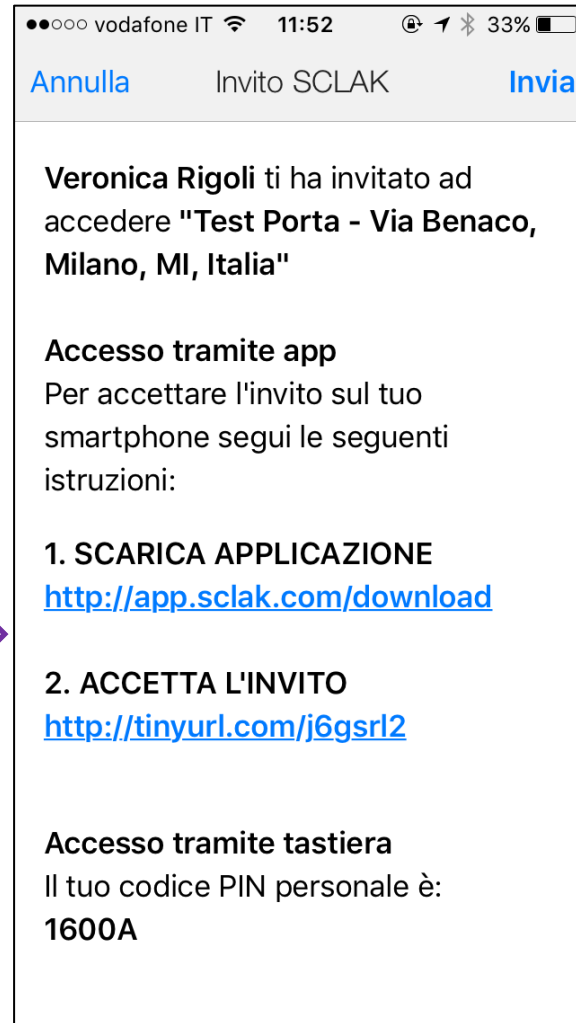 vodafone IT 11:52 33%
Annulla Invito SCLAK Invia
Veronica Rigoli ti ha invitato ad
accedere "Test Porta - Via Benaco,
Milano, MI, Italia"
Accesso tramite app
Per accettare l'invito sul tuo
smartphone segui le seguenti
istruzioni:
1. SCARICA APPLICAZIONE
http://app.sclak.com/download
2. ACCETTA L'INVITO
http://tinyurl.com/j6gsrl2
Accesso tramite tastiera
Il tuo codice PIN personale è:
1600A